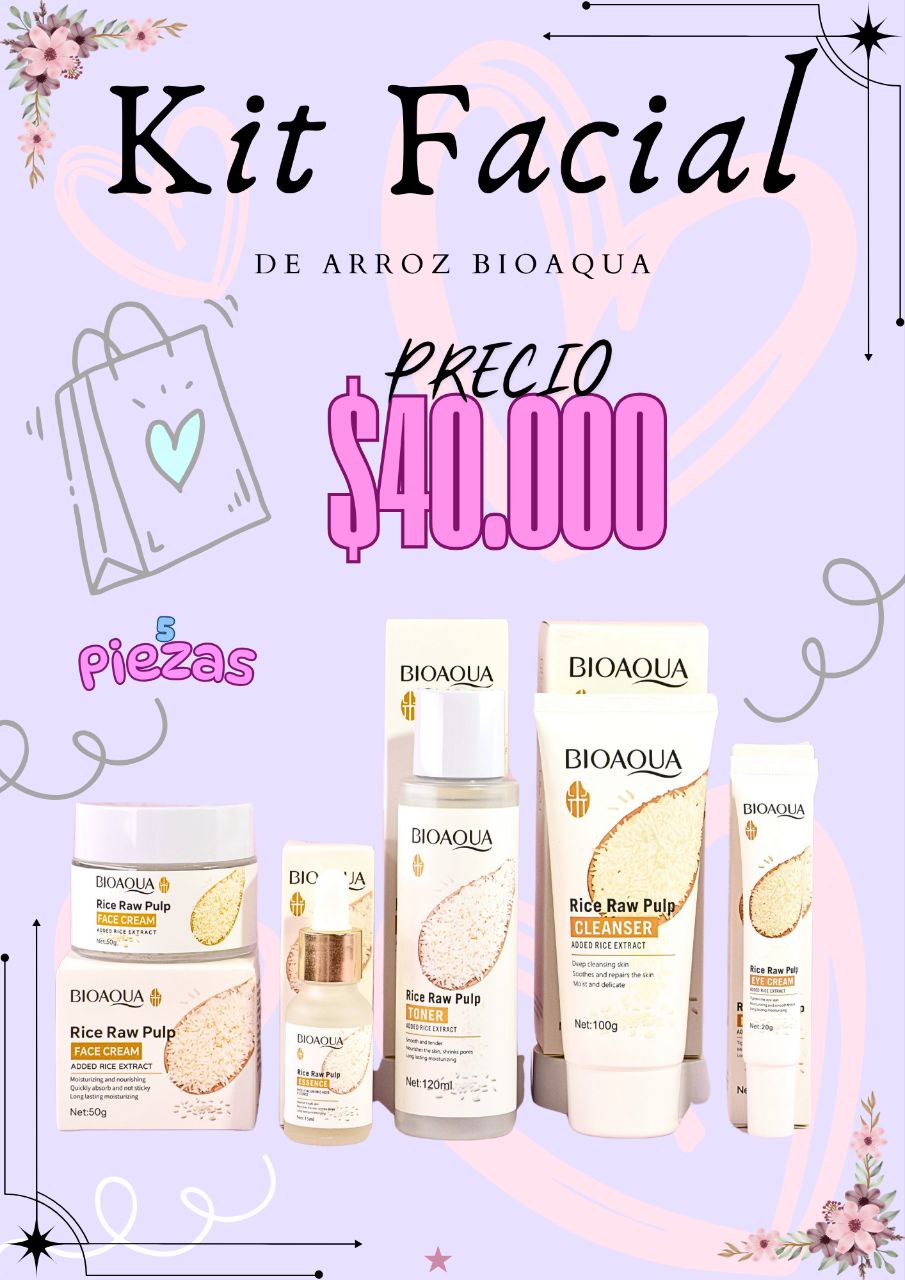 Kit Facial
DE ARROZ BIOAQUA
PRECIO
$40.000
5
piezas
BIOAQUA
BIOAQUA
BIOAQUA
Rice Raw Pulp
FACE CREAM
ADDED RICE EXTRACT
Net:50g
BIOAQUA
Rice Raw Pulp
FACE CREAM
ADDED RICE EXTRACT
Moisturizing and nourishing
Quickly absorb and not sticky
Long lasting moisturizing
Net:50g
BIOAQUA
Rice Raw Pulp
ESSENCE
BIOAQUA
Rice Raw Pulp
TONER
ADDED RICE EXTRACT
Smooth and tender
Nourishes the skin, shrinks pores
Long lasting moisturizing
Net:120ml
BIOAQUA
Rice Raw Pulp
CLEANSER
ADDED RICE EXTRACT
Deep cleansing skin
Soothes and repairs the skin
Moist and delicate
Net:100g
BIOAQUA
Rice Raw Pulp
EYE CREAM
ADDED RICE EXTRACT
Net:20g